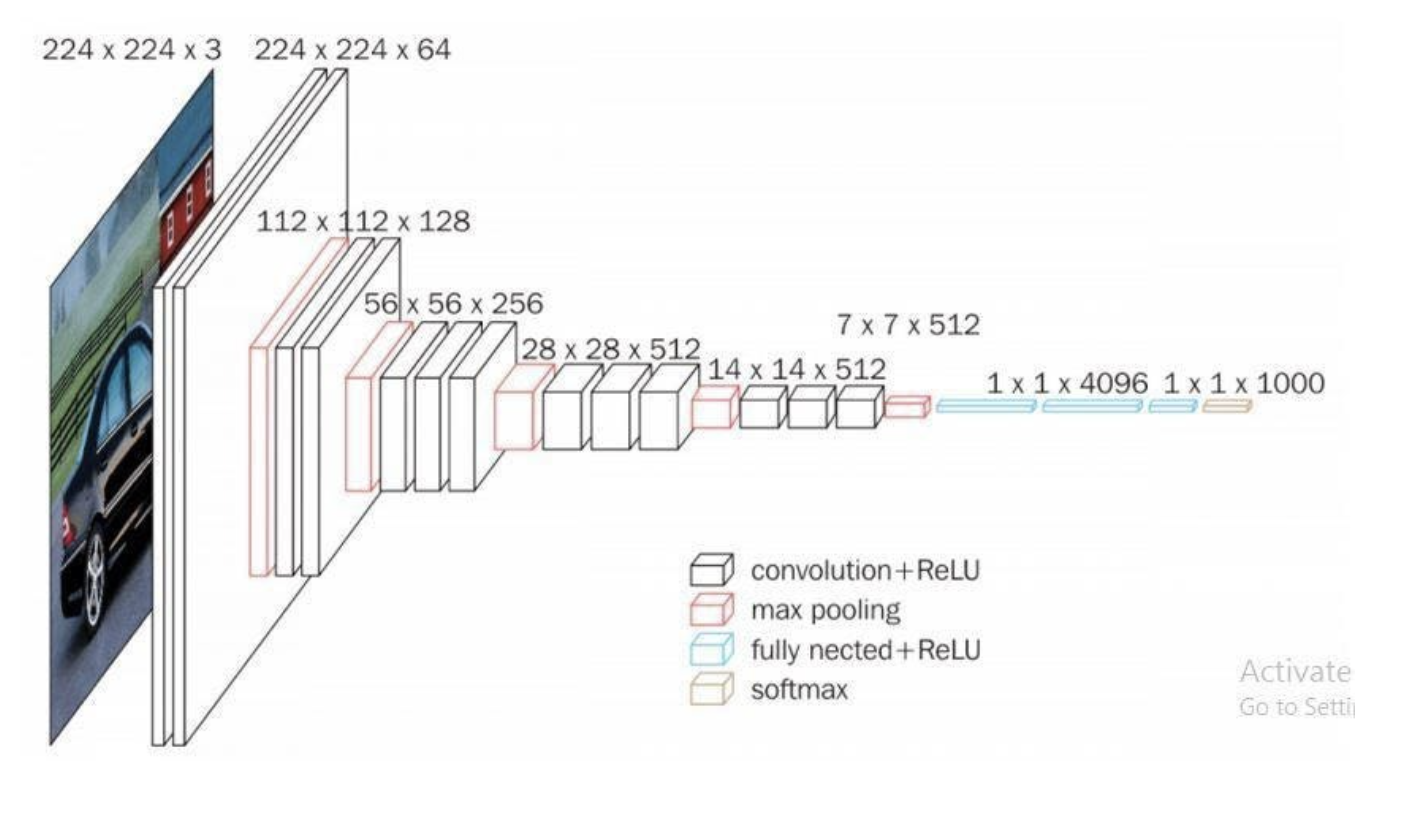 224 x 224 x 3
224 x 224 x 64
112 x 112 x 128
56 x 56 x 256
28 x 28 x 512
14 x 14 x 512
7 x 7 x 512
1 x 1 x 4096
1 x 1 x 1000
convolution+ReLU
max pooling
fully nected+ReLU
softmax
Activate
Go to Setti